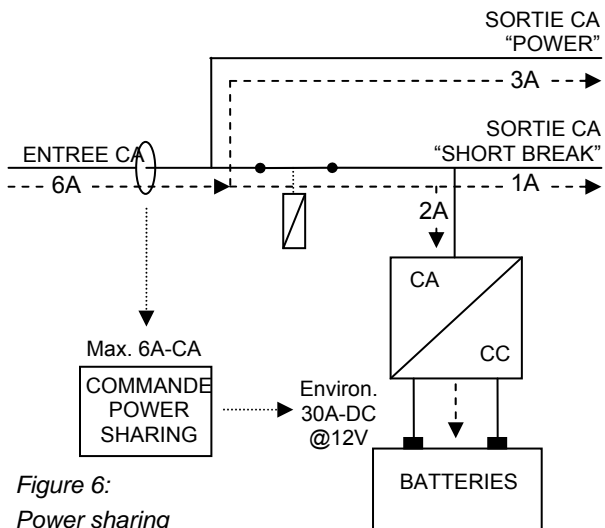 SORTIE CA
“POWER”
3A
SORTIE CA
“SHORT BREAK”
ENTREE CA
6A
1A
2A
CA
CC
Max. 6A-CA
COMMANDE
POWER
SHARING
Environ.
30A-DC
@12V
BATTERIES
Figure 6:
Power sharing